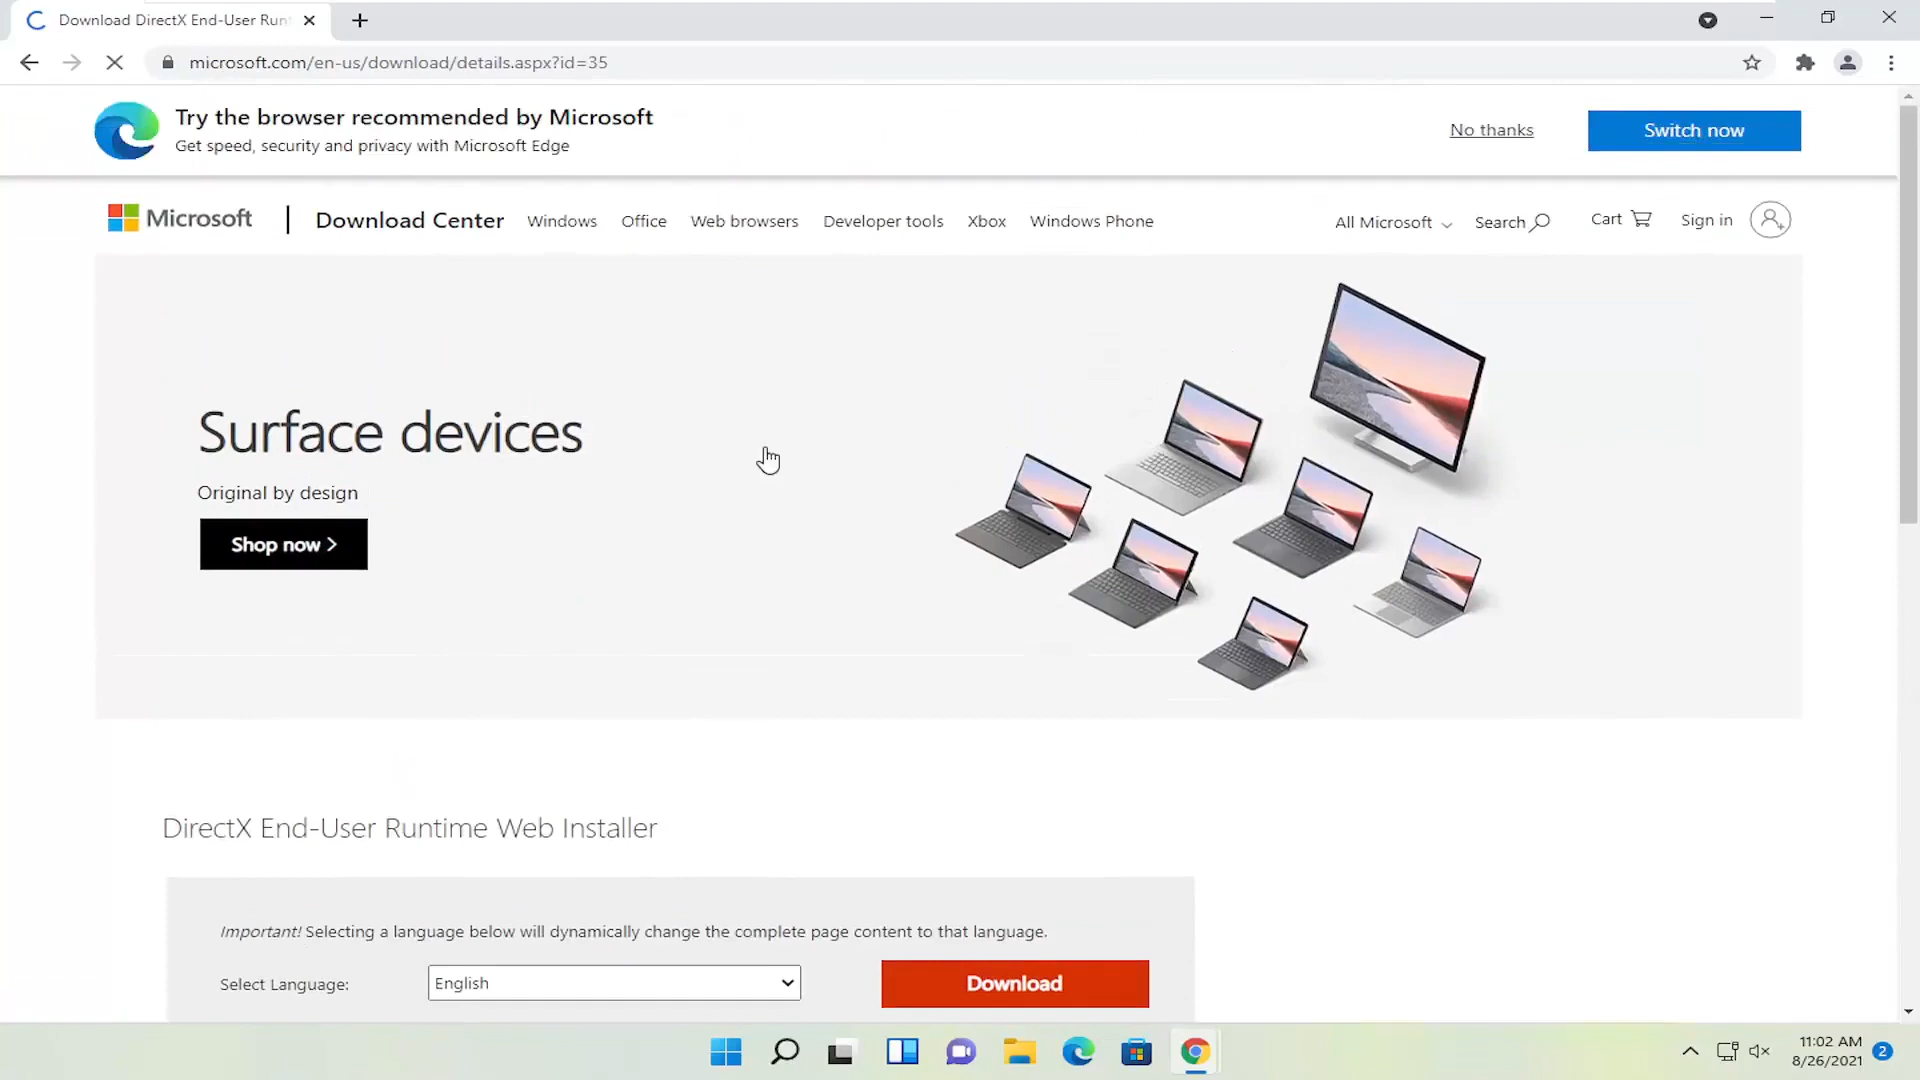 Download DirectX End-User Runt
microsoft.com/en-us/download/details.aspx?id=35
Try the browser recommended by Microsoft
Get speed, security and privacy with Microsoft Edge
No thanks
Switch now
Microsoft
Download Center
Windows
Office
Web browsers
Developer tools
Xbox
Windows Phone
All Microsoft
Search
Cart
Sign in
Surface devices
Original by design
Shop now >
DirectX End-User Runtime Web Installer
Important! Selecting a language below will dynamically change the complete page content to that language.
Select Language:
English
Download
11:02 AM
8/26/2021
2